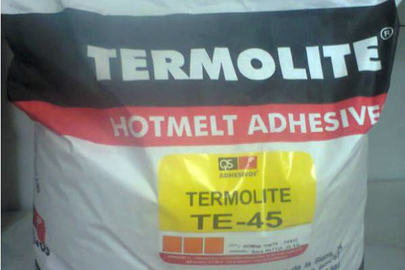 TERMOLITE®
HOTMELT ADHESIVE
QS
ADHESIVOS
TERMOLITE
TE-45